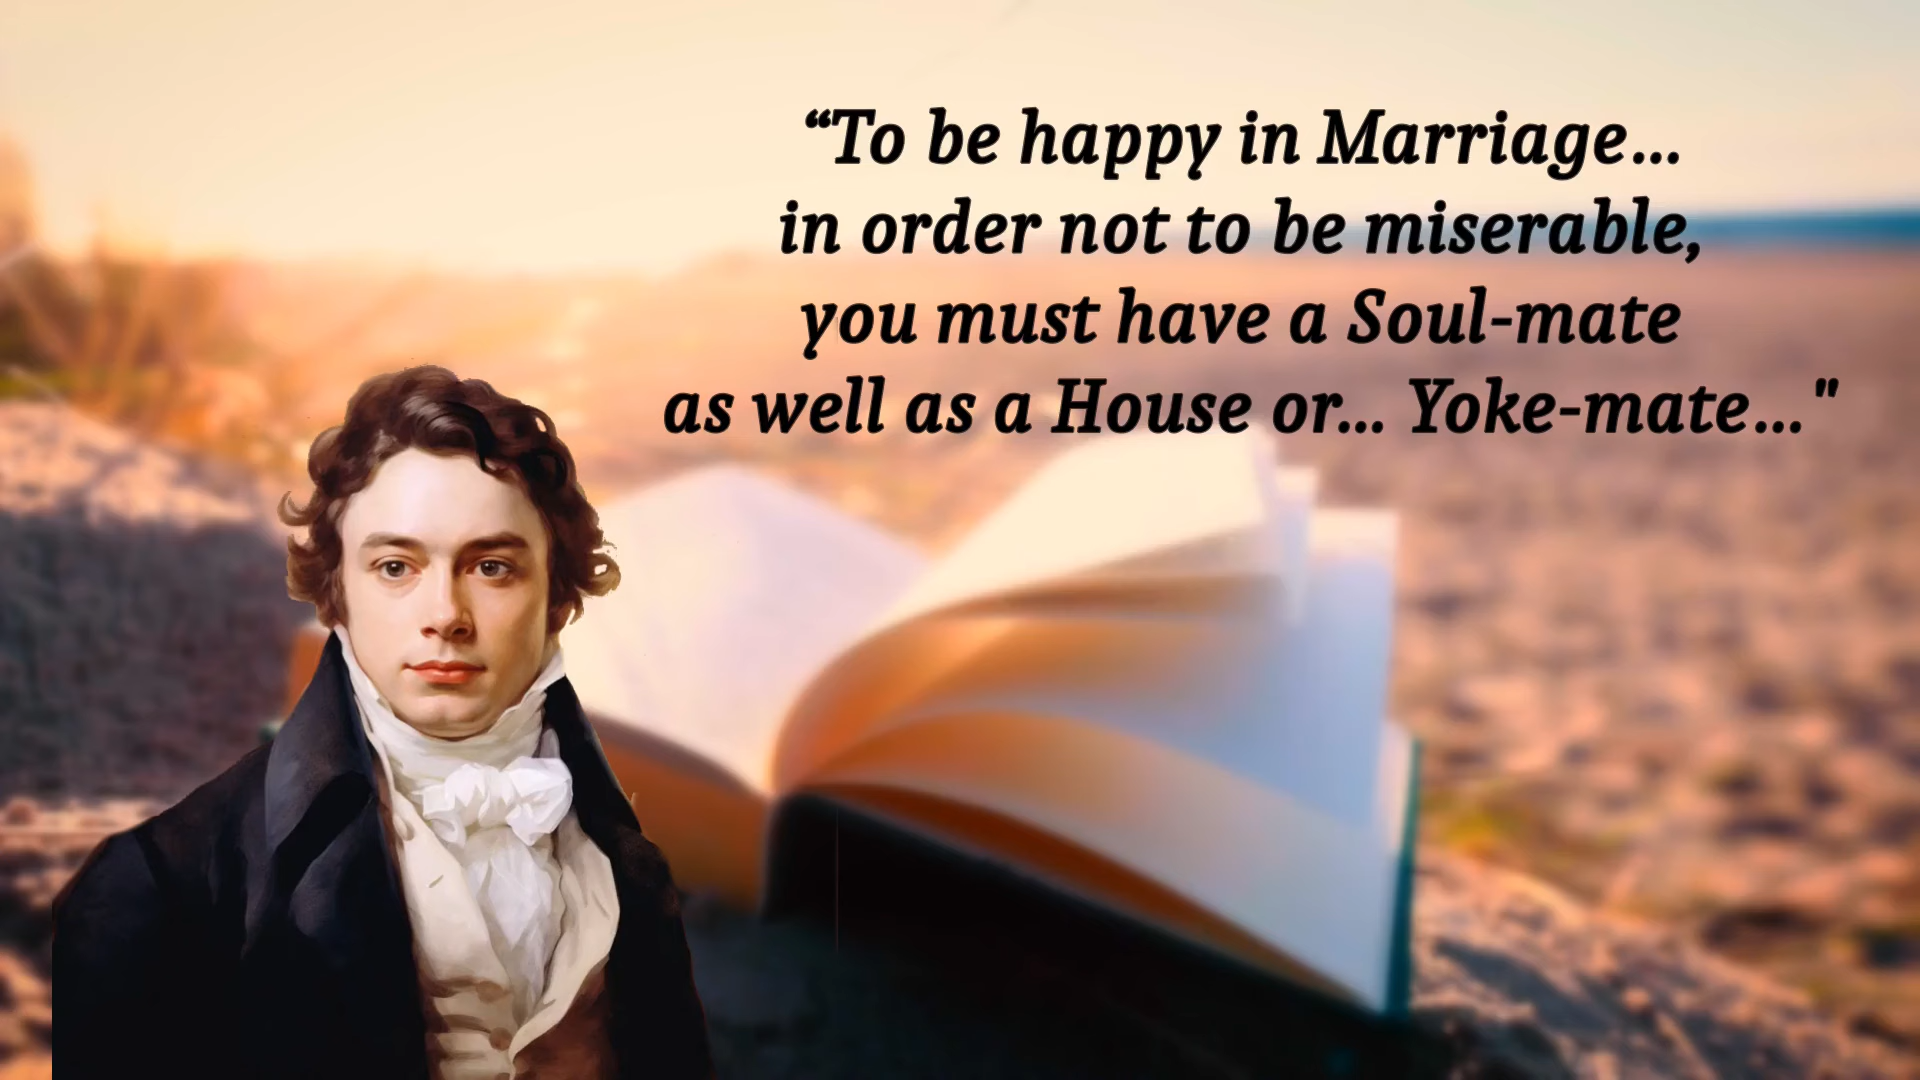 “To be happy in Marriage...
in order not to be miserable,
you must have a Soul-mate
as well as a House or... Yoke-mate..."